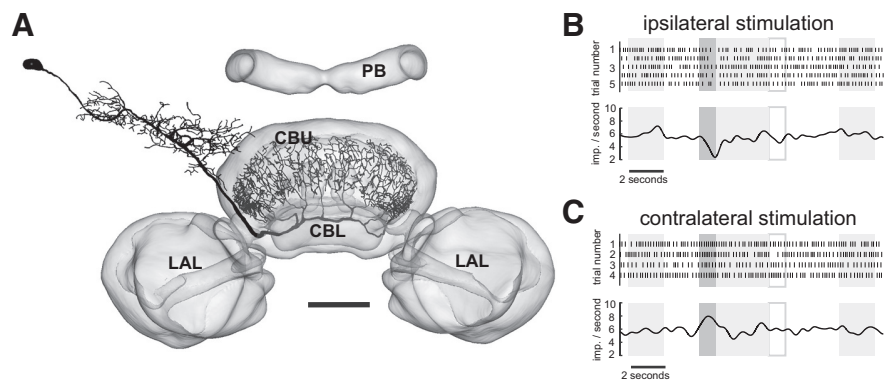 A
PB
CBU
CBL
LAL
LAL
B
ipsilateral stimulation
trial number
1
3
5
imp. / second
10
8
6
4
2
2 seconds
C
contralateral stimulation
trial number
1
2
3
4
imp. / second
10
8
6
4
2
2 seconds